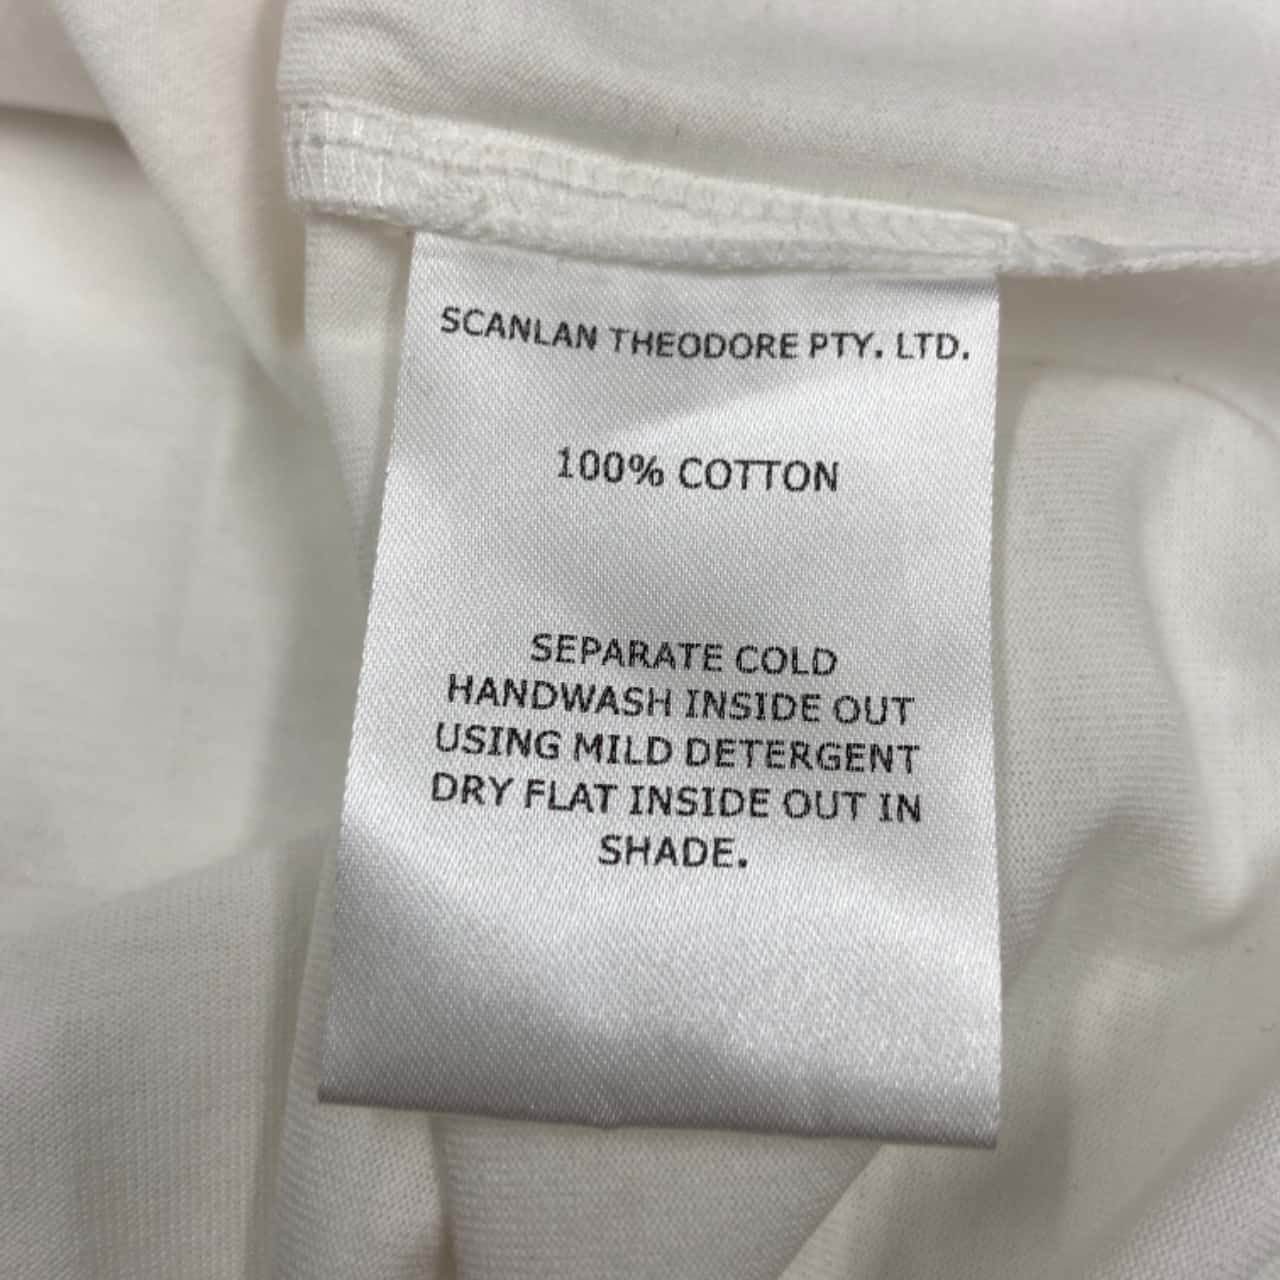 SCANLAN THEODORE PTY. LTD.
100% COTTON
SEPARATE COLD
HANDWASH INSIDE OUT
USING MILD DETERGENT
DRY FLAT INSIDE OUT IN
SHADE.